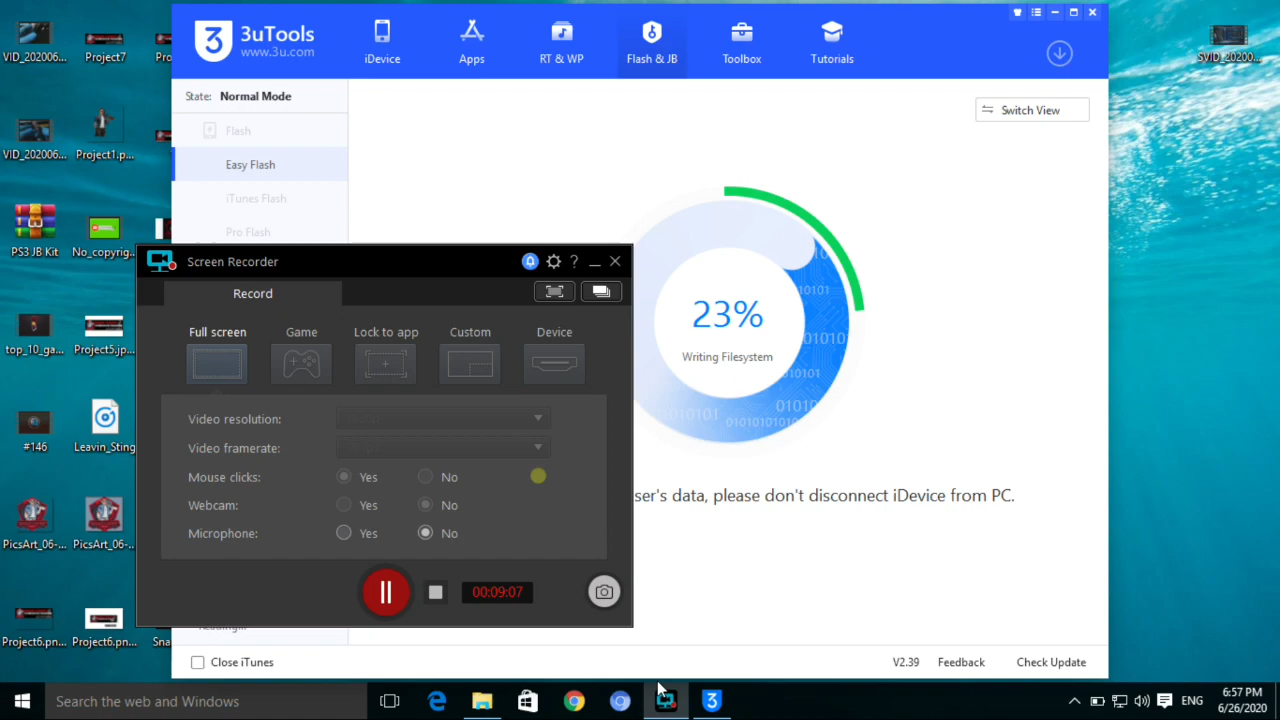 VID_202006...
Project7
Pro
SVID_20200...
VID_202006...
Project1.p...
PS3 JB Kit
No_copyrig...
top_10_ga...
Project5.jp...
#146
Leavin_Sting
PicsArt_06-...
PicsArt_06-...
Project6.pn...
Project6.pn...
Sna
3
3uTools
www.3u.com
iDevice
Apps
RT & WP
Flash & JB
Toolbox
Tutorials
State: Normal Mode
Switch View
Flash
Easy Flash
iTunes Flash
Pro Flash
23%
Writing Filesystem
ser's data, please don't disconnect iDevice from PC.
Screen Recorder
?
Record
Full screen
Game
Lock to app
Custom
Device
Video resolution:
Video framerate:
Mouse clicks: Yes No
Webcam: Yes No
Microphone: Yes No
00:09:07
Close iTunes
V2.39
Feedback
Check Update
Search the web and Windows
3
ENG
6:57 PM
6/26/2020